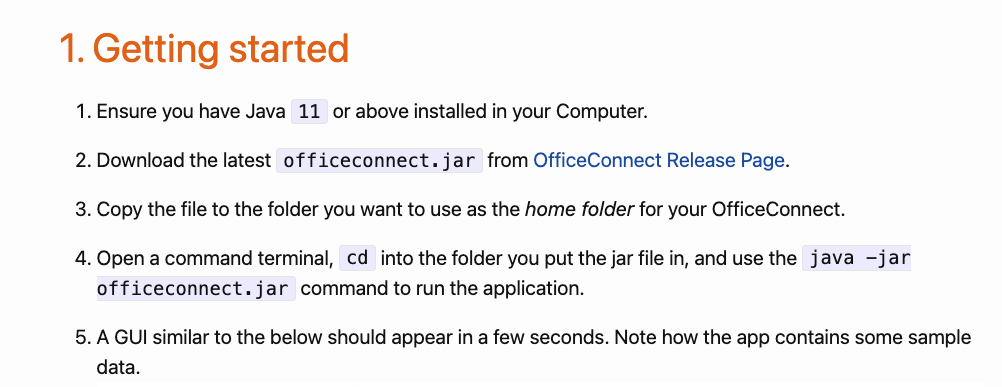 1. Getting started
1. Ensure you have Java 11 or above installed in your Computer.
2. Download the latest officeconnect.jar from OfficeConnect Release Page.
3. Copy the file to the folder you want to use as the home folder for your OfficeConnect.
4. Open a command terminal, cd into the folder you put the jar file in, and use the java -jar
officeconnect.jar command to run the application.
5. A GUI similar to the below should appear in a few seconds. Note how the app contains some sample
data.